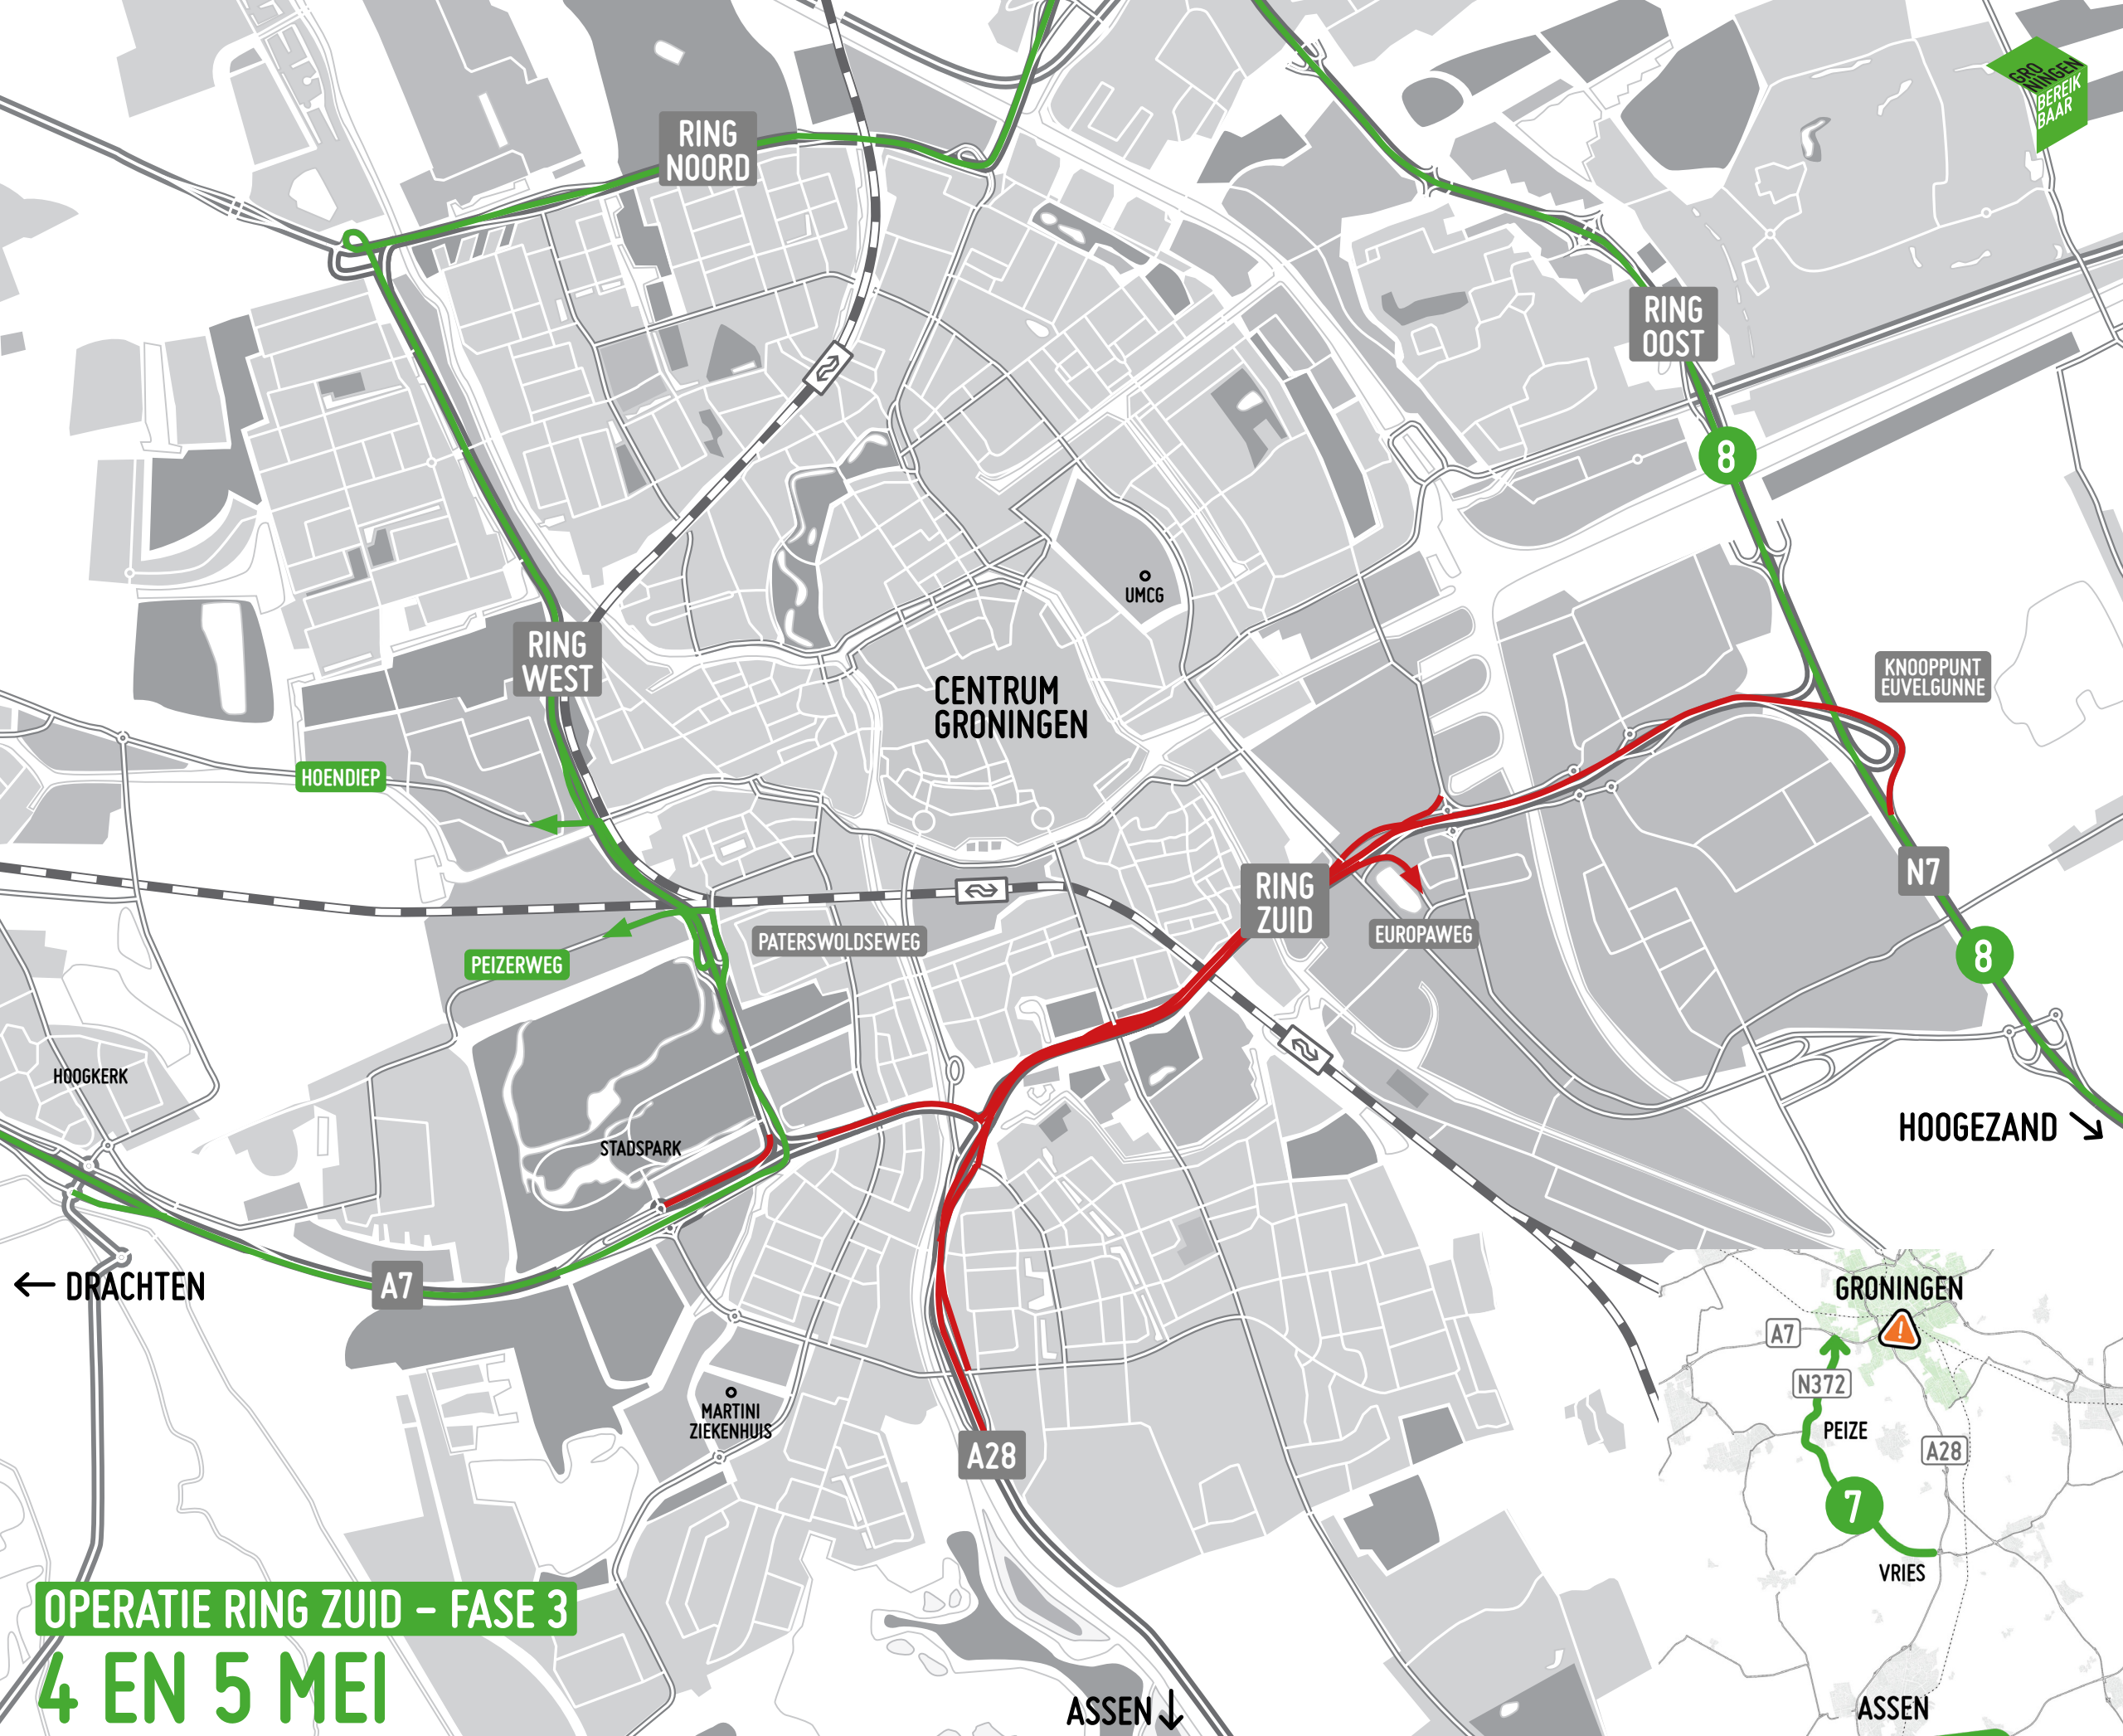 GRO
NINGEN
BEREIK
BAAR
RING
NOORD
RING
OOST
8
UMCG
RING
WEST
CENTRUM
GRONINGEN
KNOOPPUNT
EUVELGUNNE
HOENDIEP
RING
ZUID
N7
EUROPAWEG
PATERSWOLDSEWEG
PEIZERWEG
8
HOOGKERK
STADSPARK
HOOGEZAND
DRACHTEN
A7
MARTINI
ZIEKENHUIS
A28
GRONINGEN
A7
N372
PEIZE
A28
7
VRIES
ASSEN
OPERATIE RING ZUID – FASE 3
4 EN 5 MEI
ASSEN